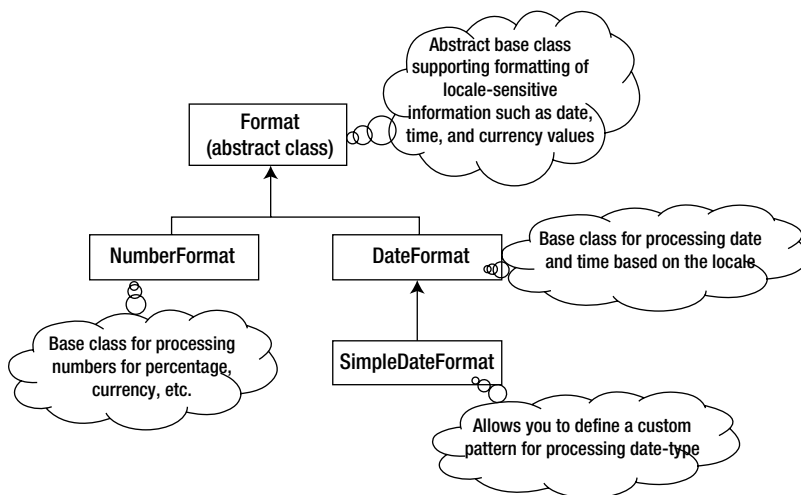 Abstract base class
supporting formatting of
locale-sensitive
information such as date,
time, and currency values
Format
(abstract class)
NumberFormat
DateFormat
Base class for processing date
and time based on the locale
Base class for processing
numbers for percentage,
currency, etc.
SimpleDateFormat
Allows you to define a custom
pattern for processing date-type